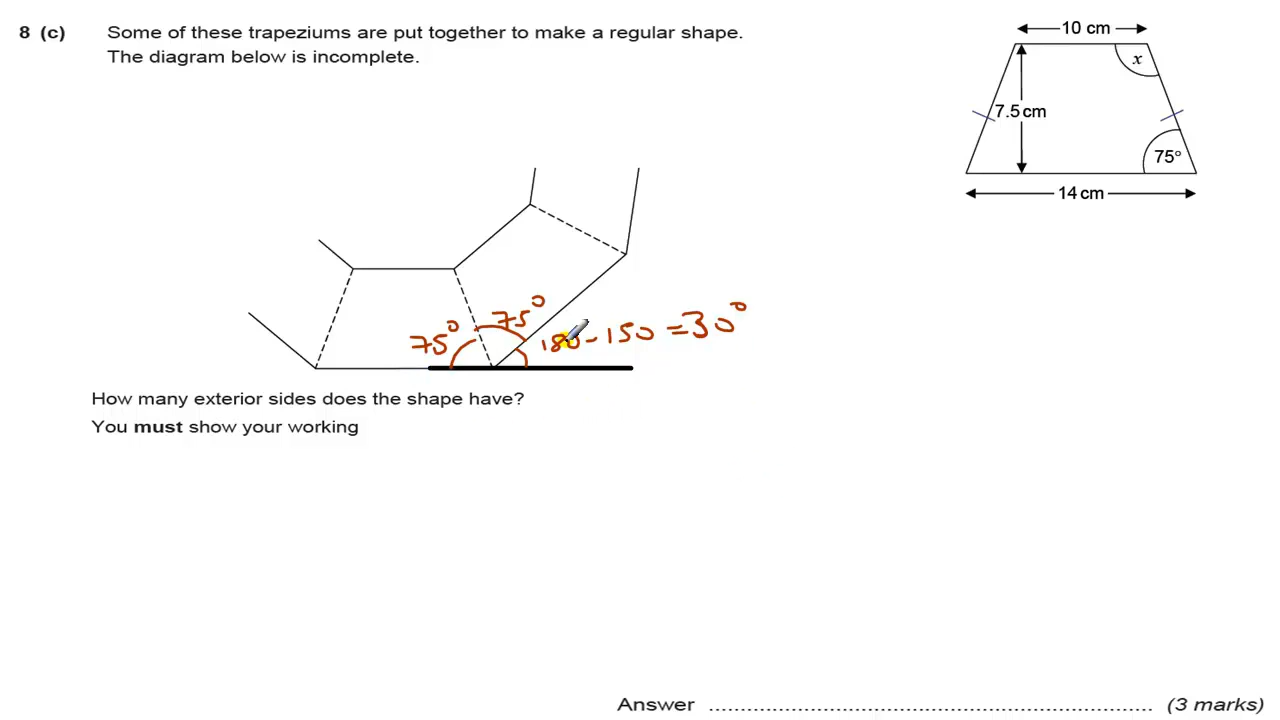 8 (c) Some of these trapeziums are put together to make a regular shape.
The diagram below is incomplete.
10 cm
x
7.5 cm
75°
14 cm
75°
75°
180 - 150 = 30°
How many exterior sides does the shape have?
You must show your working
Answer ........................................................................................ (3 marks)